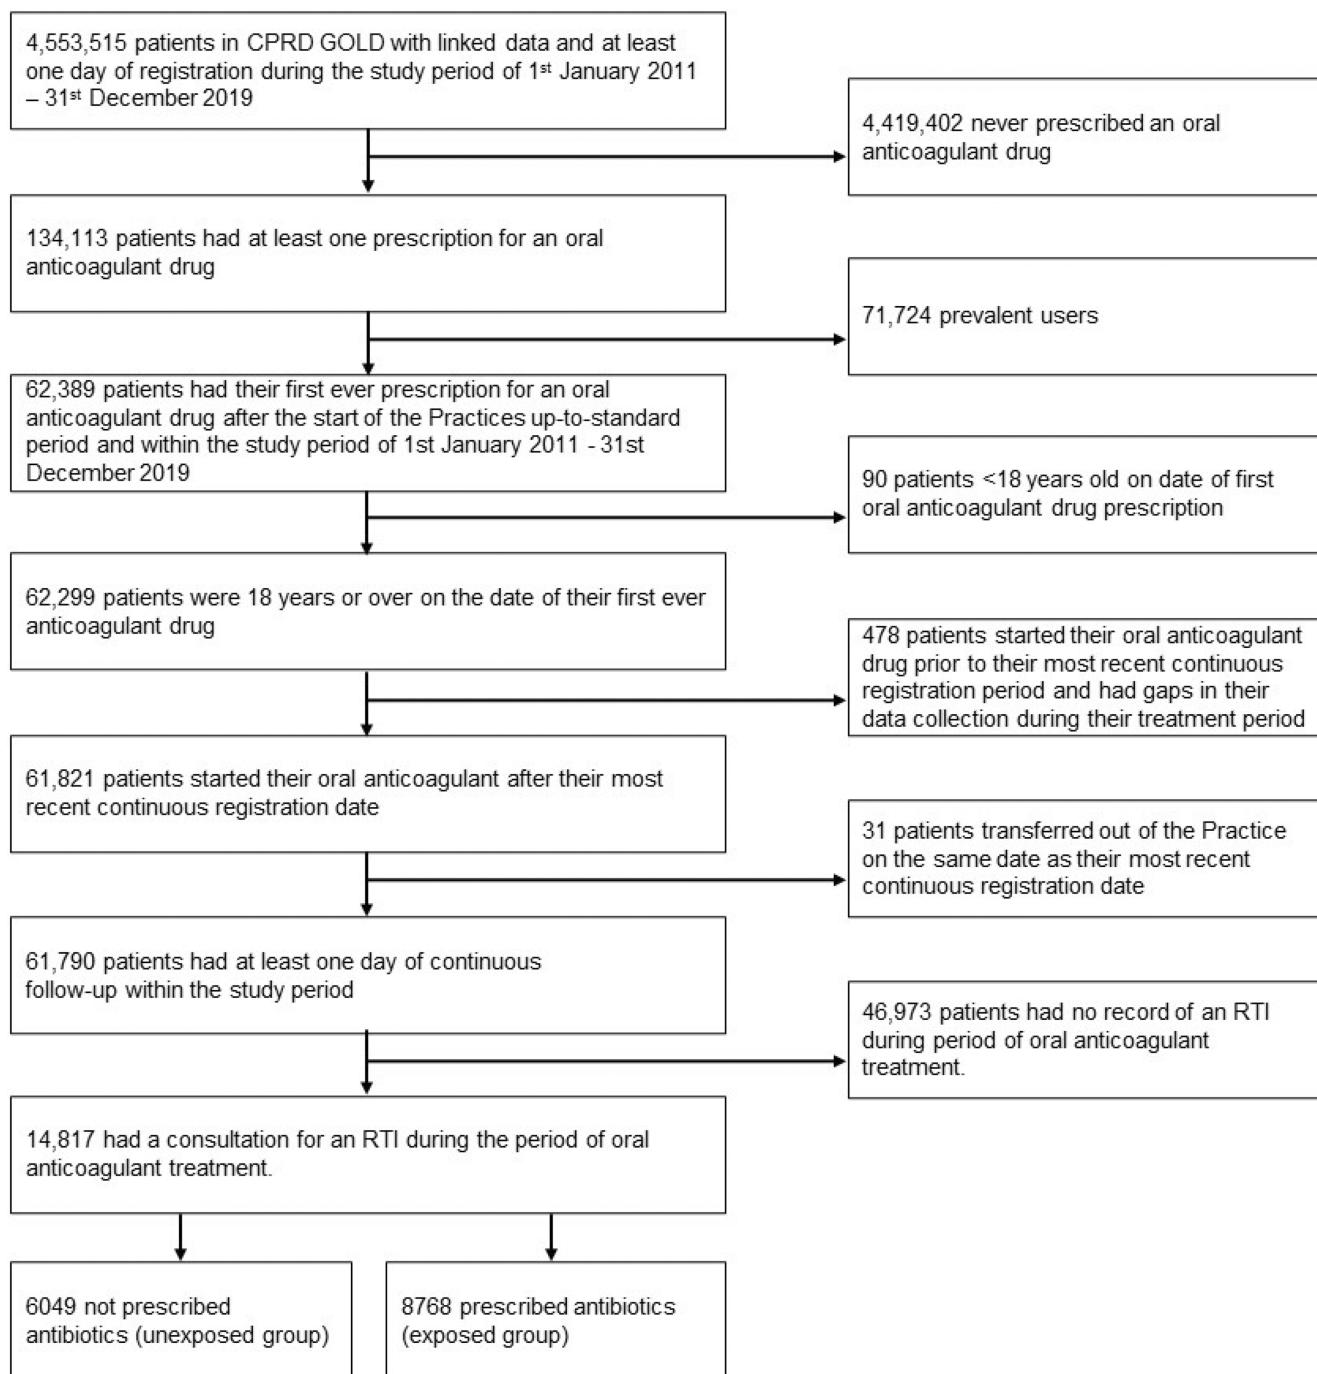 4,553,515 patients in CPRD GOLD with linked data and at least
one day of registration during the study period of 1st January 2011
– 31st December 2019
4,419,402 never prescribed an oral
anticoagulant drug
134,113 patients had at least one prescription for an oral
anticoagulant drug
71,724 prevalent users
62,389 patients had their first ever prescription for an oral
anticoagulant drug after the start of the Practices up-to-standard
period and within the study period of 1st January 2011 - 31st
December 2019
90 patients <18 years old on date of first
oral anticoagulant drug prescription
62,299 patients were 18 years or over on the date of their first ever
anticoagulant drug
478 patients started their oral anticoagulant
drug prior to their most recent continuous
registration period and had gaps in their
data collection during their treatment period
61,821 patients started their oral anticoagulant after their most
recent continuous registration date
31 patients transferred out of the Practice
on the same date as their most recent
continuous registration date
61,790 patients had at least one day of continuous
follow-up within the study period
46,973 patients had no record of an RTI
during period of oral anticoagulant
treatment.
14,817 had a consultation for an RTI during the period of oral
anticoagulant treatment.
6049 not prescribed
antibiotics (unexposed group)
8768 prescribed antibiotics
(exposed group)